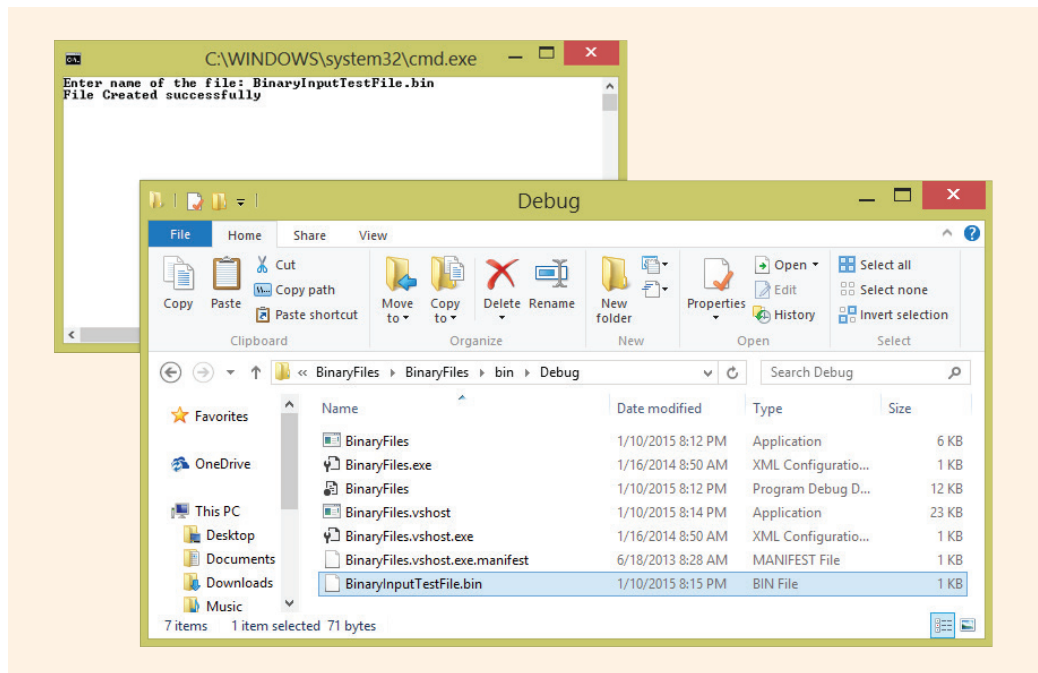 C:\WINDOWS\system32\cmd.exe
Enter name of the file: BinaryInputTestFile.bin
File Created successfully
Debug
File Home Share View
Copy
Paste
Cut
Copy path
Paste shortcut
Clipboard
Move to
Copy to
Delete
Rename
Organize
New folder
New
Properties
Open
Edit
History
Open
Select all
Select none
Invert selection
Select
« BinaryFiles BinaryFiles bin Debug
Search Debug
Favorites
OneDrive
This PC
Desktop
Documents
Downloads
Music
Name Date modified Type Size
BinaryFiles 1/10/2015 8:12 PM Application 6 KB
BinaryFiles.exe 1/16/2014 8:50 AM XML Configuratio... 1 KB
BinaryFiles 1/10/2015 8:12 PM Program Debug D... 12 KB
BinaryFiles.vshost 1/10/2015 8:14 PM Application 23 KB
BinaryFiles.vshost.exe 1/16/2014 8:50 AM XML Configuratio... 1 KB
BinaryFiles.vshost.exe.manifest 6/18/2013 8:28 AM MANIFEST File 1 KB
BinaryInputTestFile.bin 1/10/2015 8:15 PM BIN File 1 KB
7 items 1 item selected 71 bytes